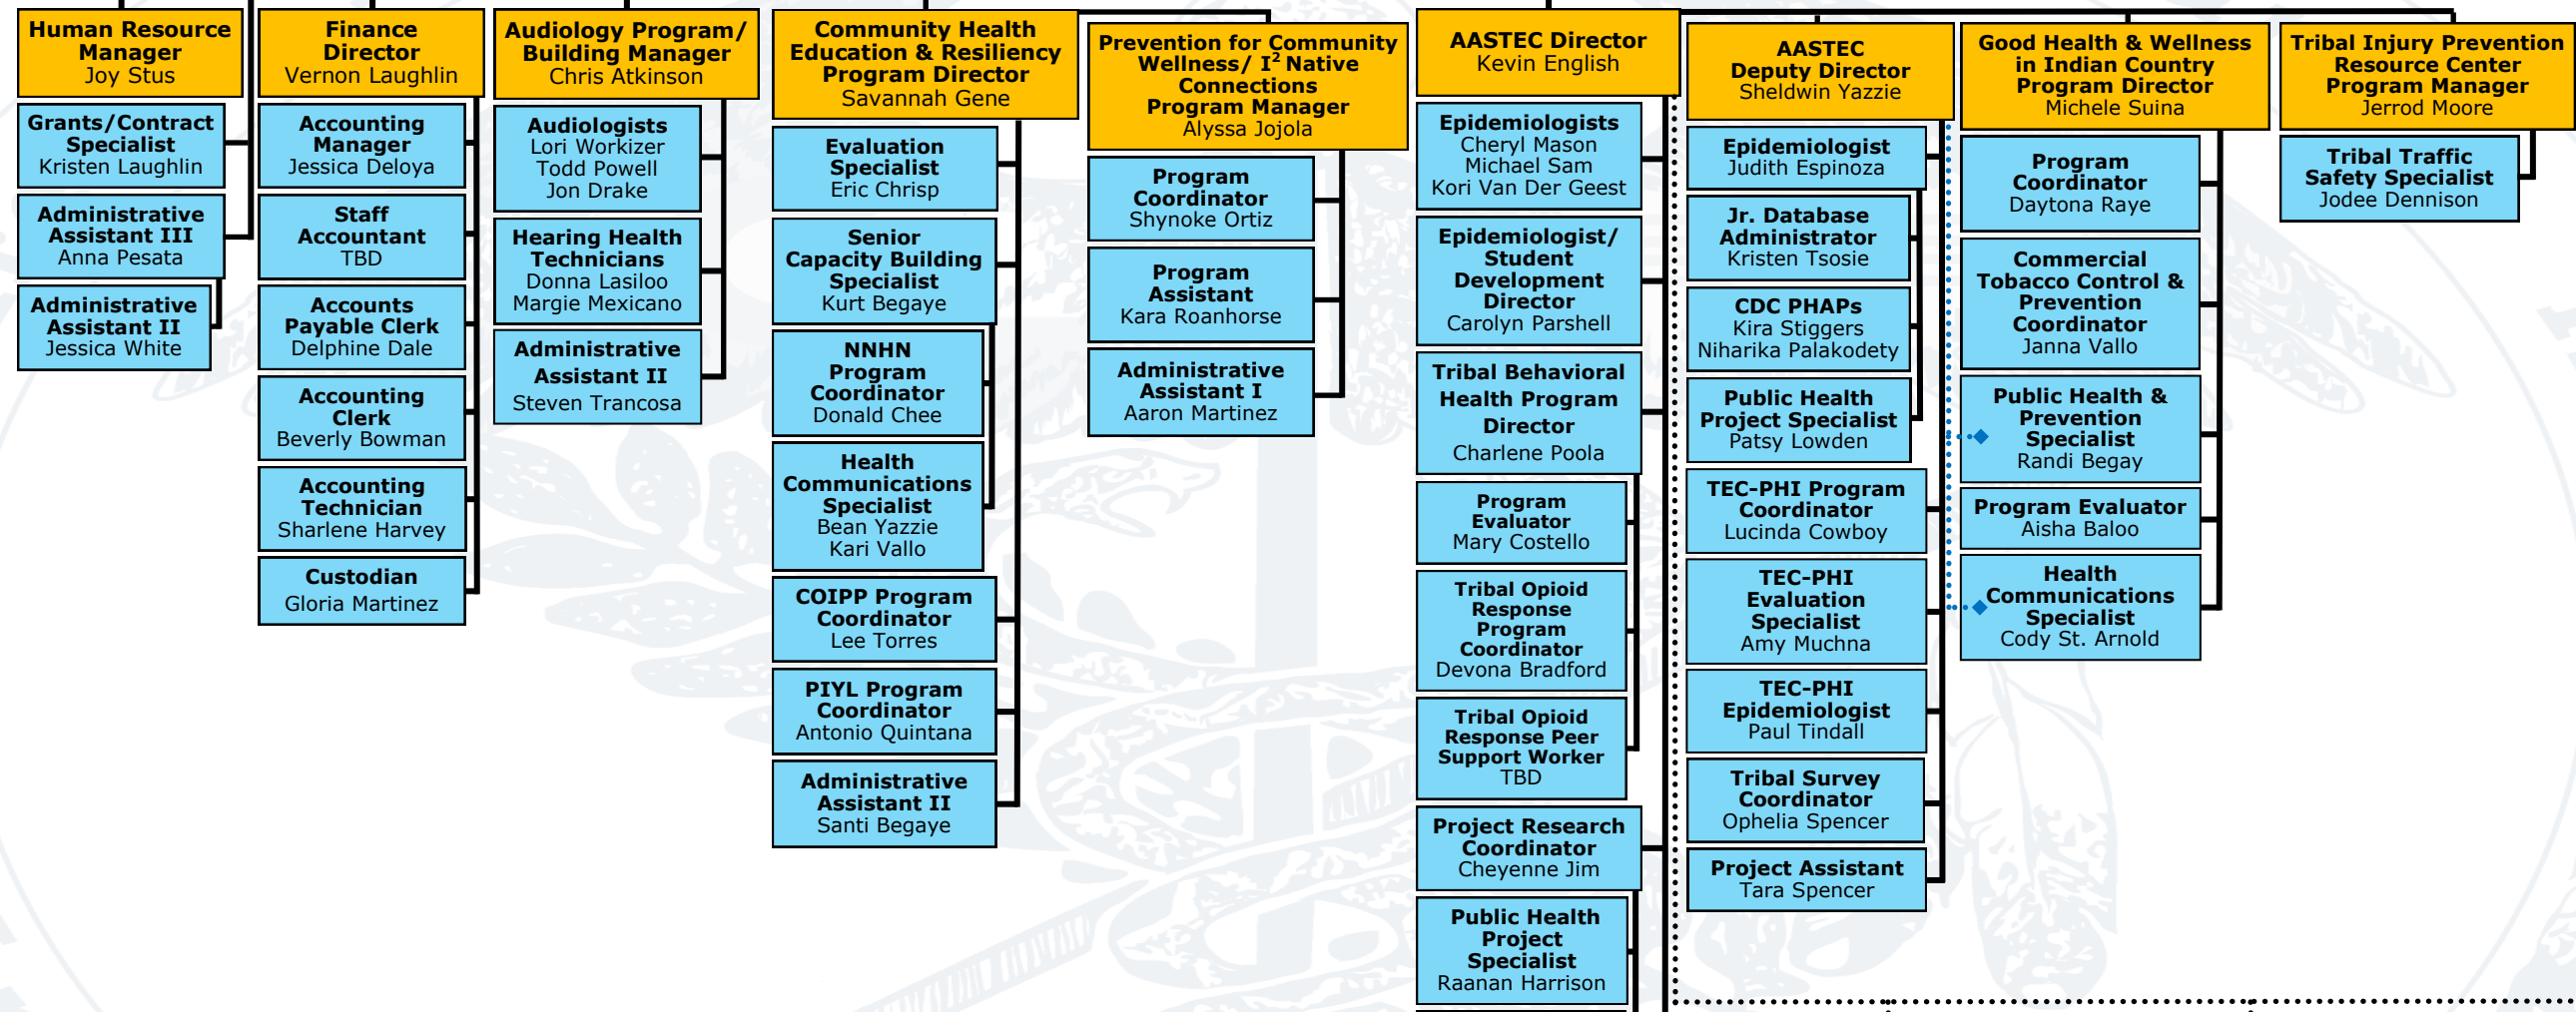 Human Resource
Manager
Joy Stus
Grants/Contract
Specialist
Kristen Laughlin
Administrative
Assistant III
Anna Pesata
Administrative
Assistant II
Jessica White
Finance
Director
Vernon Laughlin
Accounting
Manager
Jessica Deloya
Staff
Accountant
TBD
Accounts
Payable Clerk
Delphine Dale
Accounting
Clerk
Beverly Bowman
Accounting
Technician
Sharlene Harvey
Custodian
Gloria Martinez
Audiology Program/
Building Manager
Chris Atkinson
Audiologists
Lori Workizer
Todd Powell
Jon Drake
Hearing Health
Technicians
Donna Lasiloo
Margie Mexicano
Administrative
Assistant II
Steven Trancosa
Community Health
Education & Resiliency
Program Director
Savannah Gene
Evaluation
Specialist
Eric Chrisp
Senior
Capacity Building
Specialist
Kurt Begaye
NNHN
Program
Coordinator
Donald Chee
Health
Communications
Specialist
Bean Yazzie
Kari Vallo
COIPP Program
Coordinator
Lee Torres
PIYL Program
Coordinator
Antonio Quintana
Administrative
Assistant II
Santi Begaye
Prevention for Community
Wellness/ I² Native
Connections
Program Manager
Alyssa Jojola
Program
Coordinator
Shynoke Ortiz
Program
Assistant
Kara Roanhorse
Administrative
Assistant I
Aaron Martinez
AASTEC Director
Kevin English
Epidemiologists
Cheryl Mason
Michael Sam
Kori Van Der Geest
Epidemiologist/
Student
Development
Director
Carolyn Parshell
Tribal Behavioral
Health Program
Director
Charlene Poola
Program
Evaluator
Mary Costello
Tribal Opioid
Response
Program
Coordinator
Devona Bradford
Tribal Opioid
Response Peer
Support Worker
TBD
Project Research
Coordinator
Cheyenne Jim
Public Health
Project
Specialist
Raanan Harrison
AASTEC
Deputy Director
Sheldwin Yazzie
Epidemiologist
Judith Espinoza
Jr. Database
Administrator
Kristen Tsosie
CDC PHAPs
Kira Stiggers
Niharika Palakodety
Public Health
Project Specialist
Patsy Lowden
TEC-PHI Program
Coordinator
Lucinda Cowboy
TEC-PHI
Evaluation
Specialist
Amy Muchna
TEC-PHI
Epidemiologist
Paul Tindall
Tribal Survey
Coordinator
Ophelia Spencer
Project Assistant
Tara Spencer
Good Health & Wellness
in Indian Country
Program Director
Michele Suina
Program
Coordinator
Daytona Raye
Commercial
Tobacco Control &
Prevention
Coordinator
Janna Vallo
Public Health &
Prevention
Specialist
Randi Begay
Program Evaluator
Aisha Baloo
Health
Communications
Specialist
Cody St. Arnold
Tribal Injury Prevention
Resource Center
Program Manager
Jerrod Moore
Tribal Traffic
Safety Specialist
Jodee Dennison